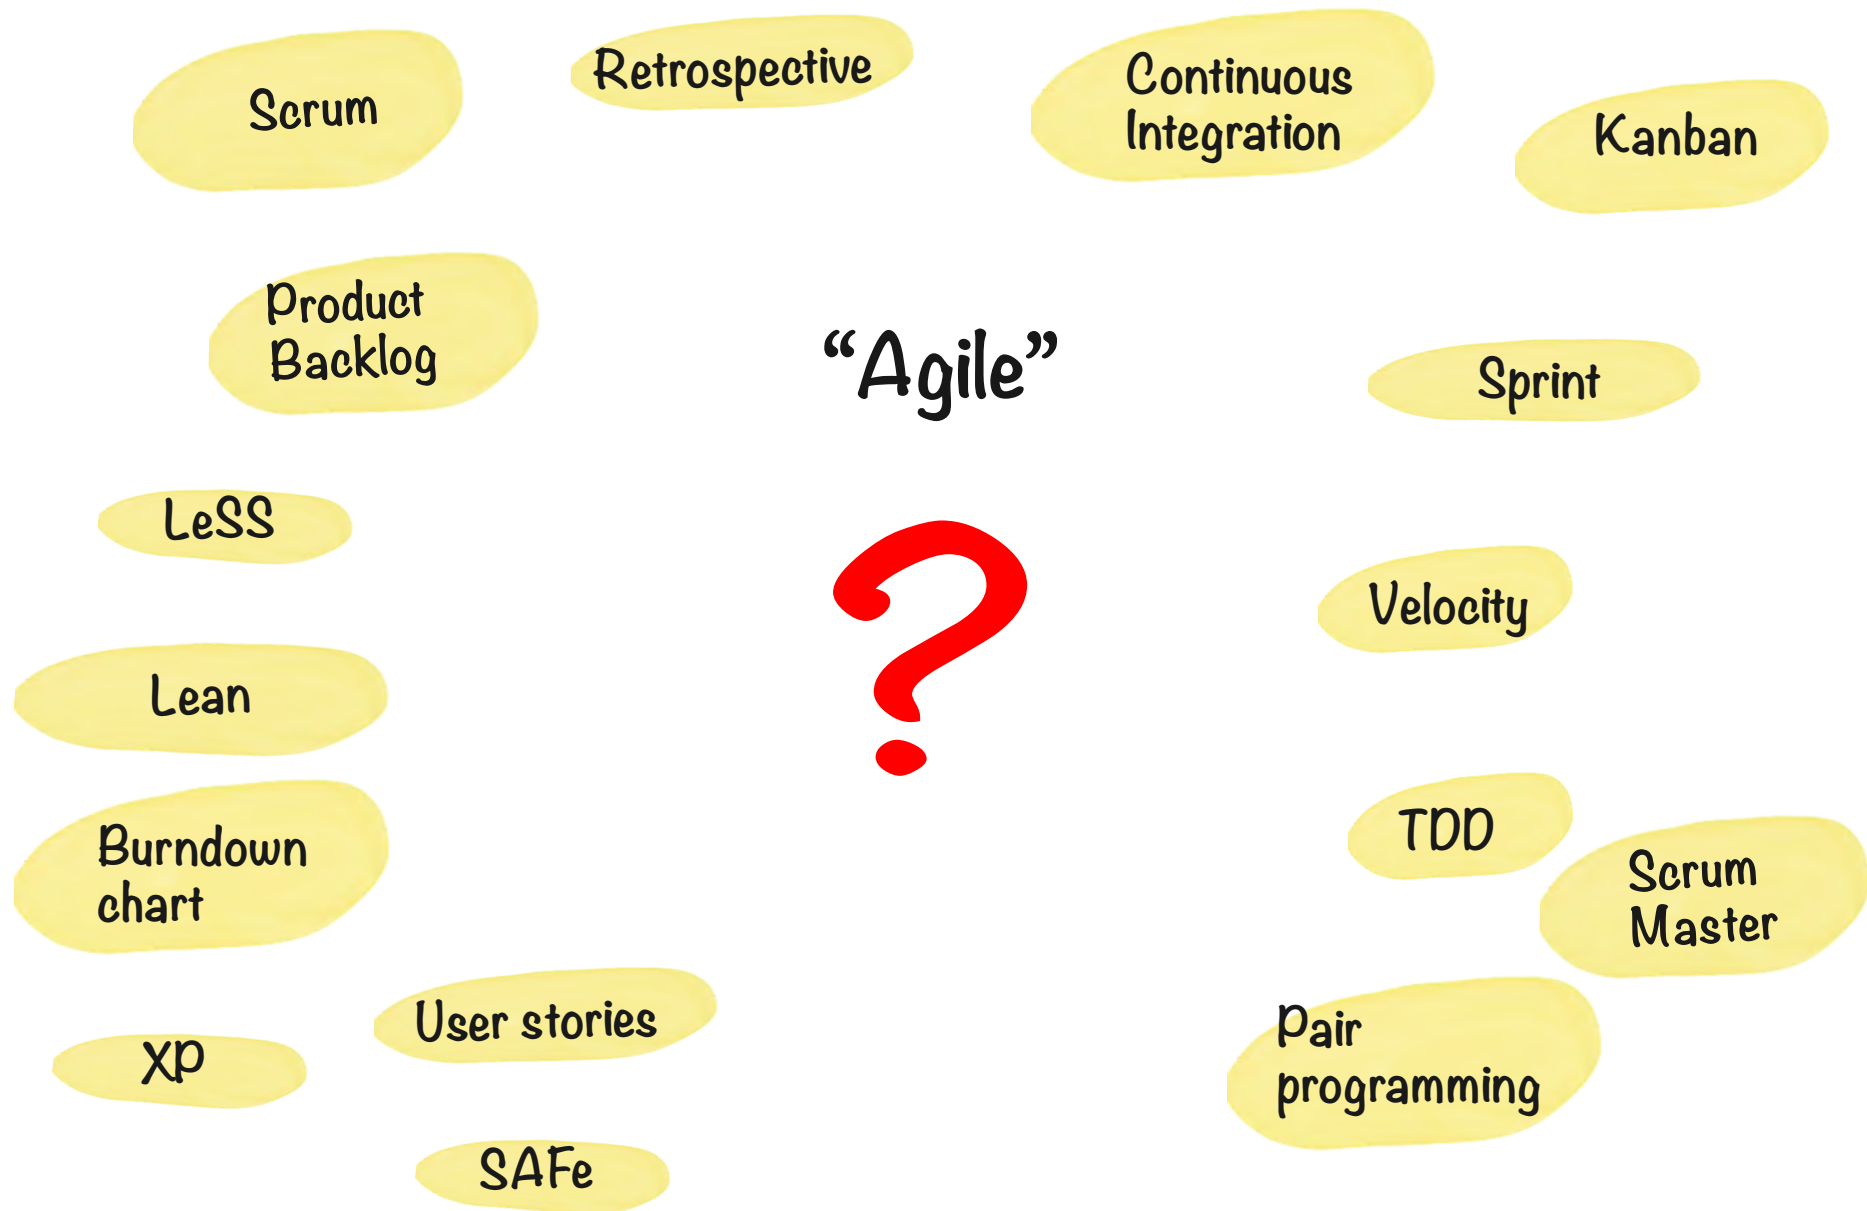 Scrum
Retrospective
Continuous
Integration
Kanban
Product
Backlog
“Agile”
Sprint
LeSS
?
Velocity
Lean
TDD
Burndown
chart
Scrum
Master
User stories
XP
Pair
programming
SAFe